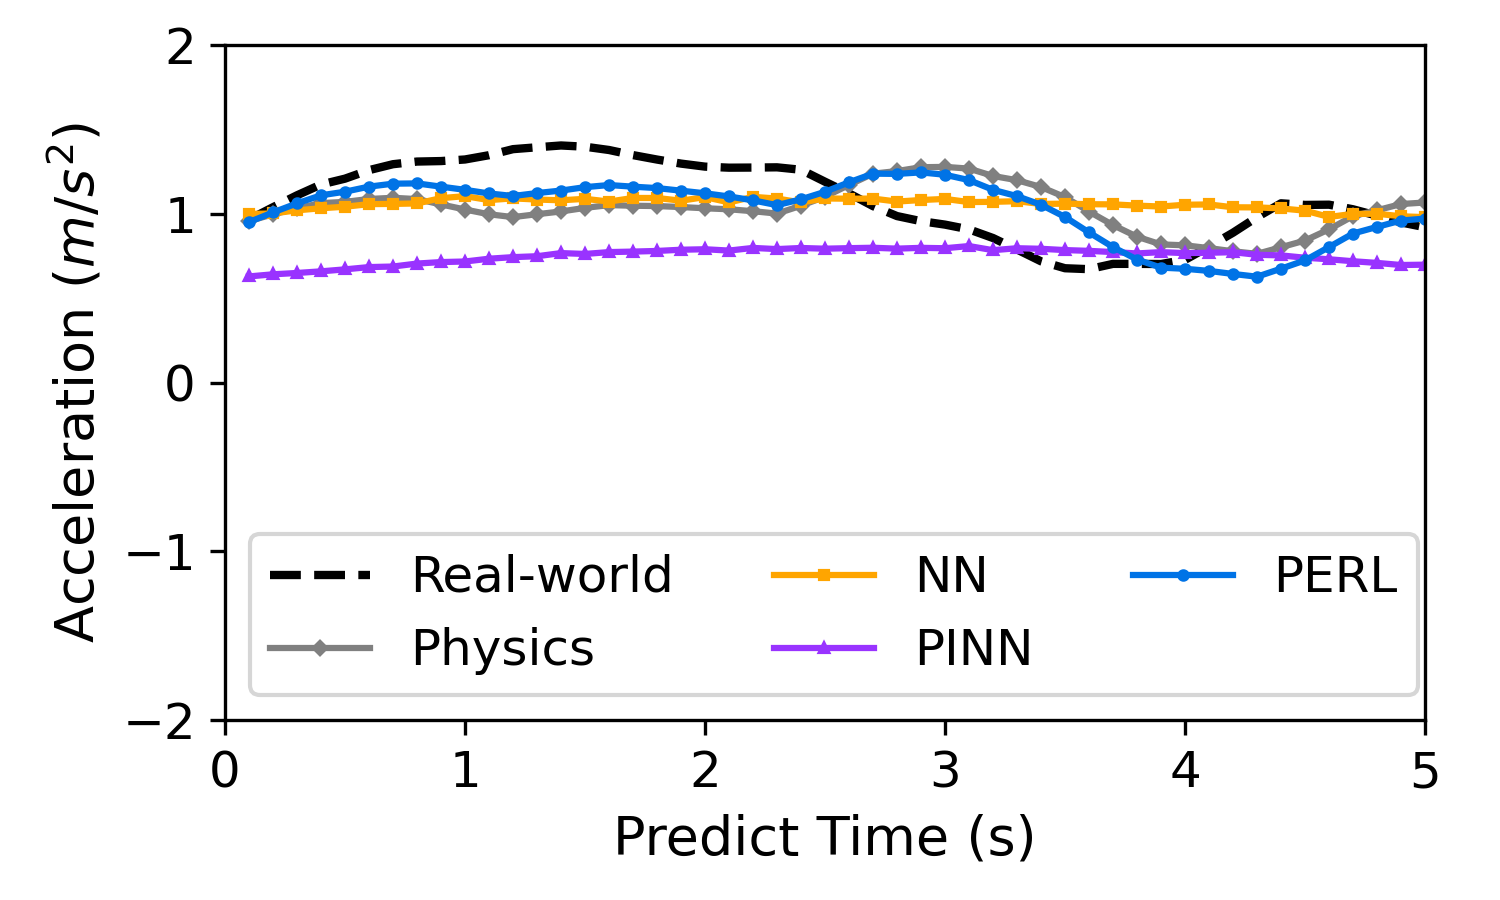 2
1
0
−1
−2
Acceleration (m/s²)
Real-world
NN
PERL
Physics
PINN
0 1 2 3 4 5
Predict Time (s)